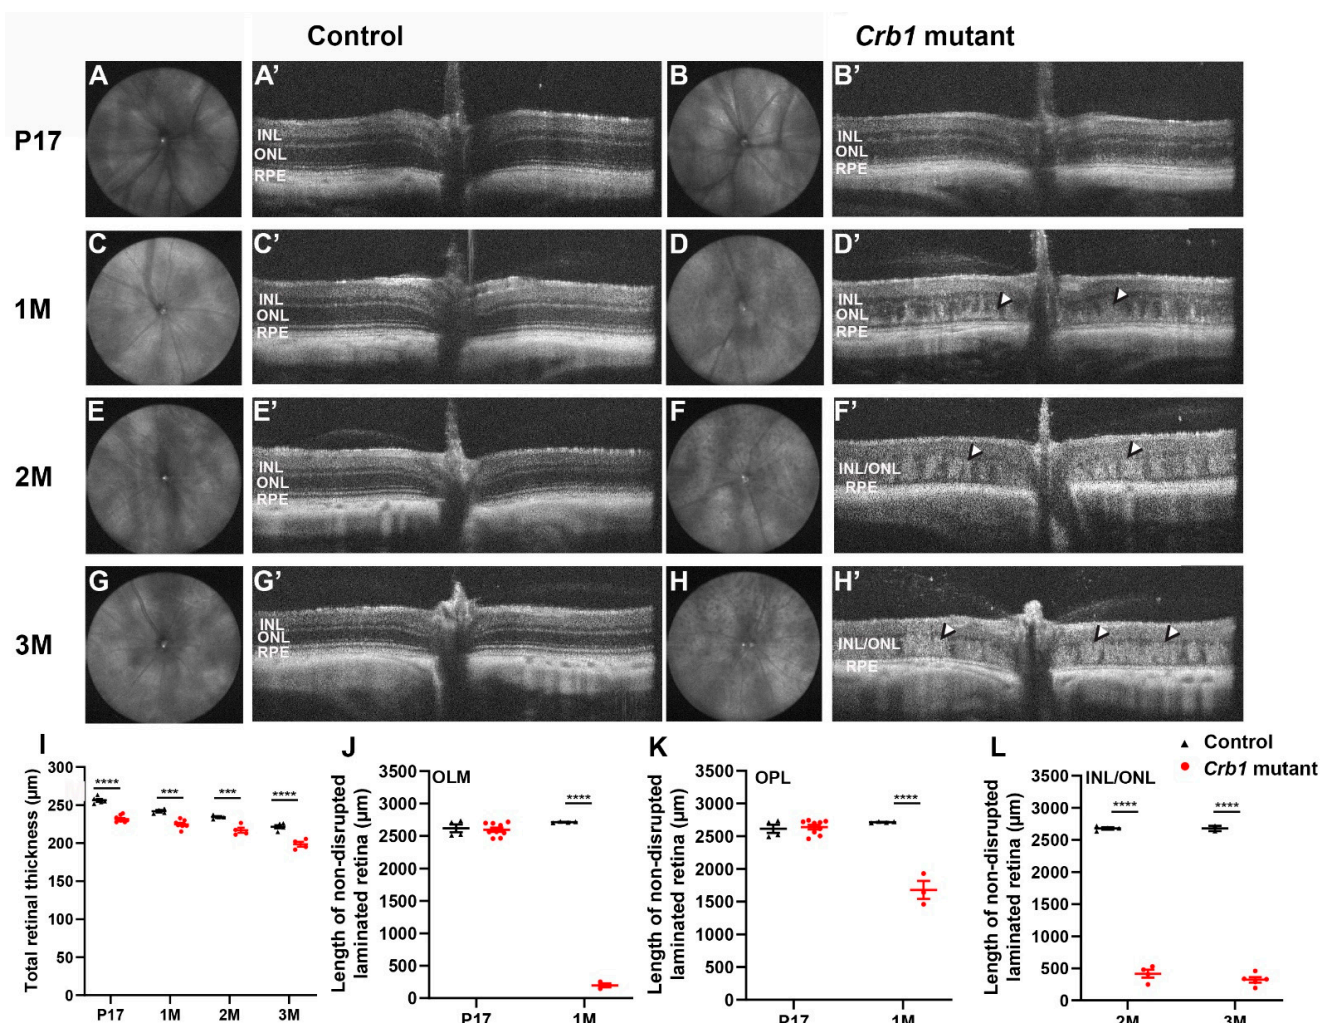 Control
Crb1 mutant
P17
A
A’
INL
ONL
RPE
B
B’
INL
ONL
RPE
1M
C
C’
INL
ONL
RPE
D
D’
INL
ONL
RPE
2M
E
E’
INL
ONL
RPE
F
F’
INL/ONL
RPE
3M
G
G’
INL
ONL
RPE
H
H’
INL/ONL
RPE
I
Total retinal thickness (µm)
300
250
200
150
100
50
0
****
***
***
****
P17 1M 2M 3M
J
OLM
Length of non-disrupted
laminated retina (µm)
3500
3000
2500
2000
1500
1000
500
0
****
P17 1M
K
OPL
Length of non-disrupted
laminated retina (µm)
3500
3000
2500
2000
1500
1000
500
0
****
P17 1M
L
Control
Crb1 mutant
INL/ONL
Length of non-disrupted
laminated retina (µm)
3500
3000
2500
2000
1500
1000
500
0
****
****
2M 3M